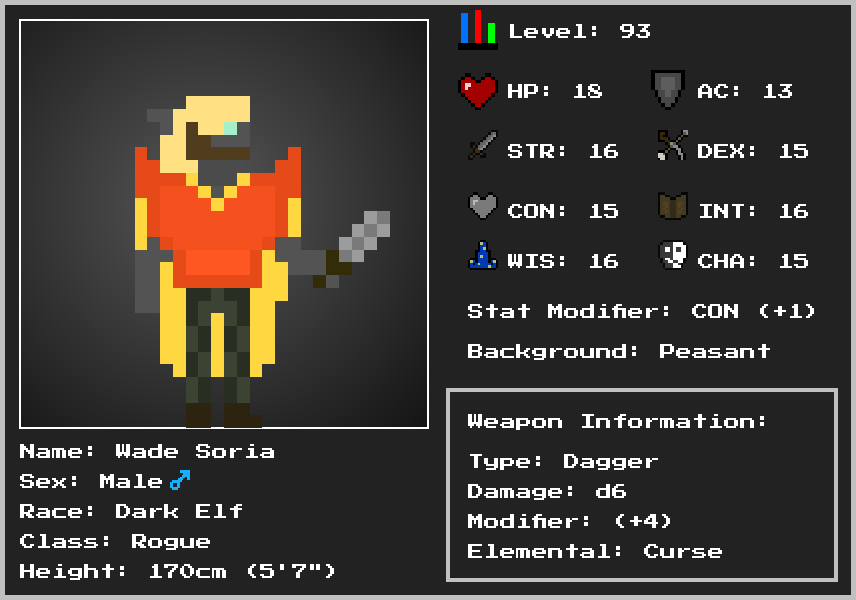 Level: 93
HP: 18 AC: 13
STR: 16 DEX: 15
CON: 15 INT: 16
WIS: 16 CHA: 15
Stat Modifier: CON (+1)
Background: Peasant
Weapon Information:
Type: Dagger
Damage: d6
Modifier: (+4)
Elemental: Curse
Name: Wade Soria
Sex: Male ♂
Race: Dark Elf
Class: Rogue
Height: 170cm (5'7")